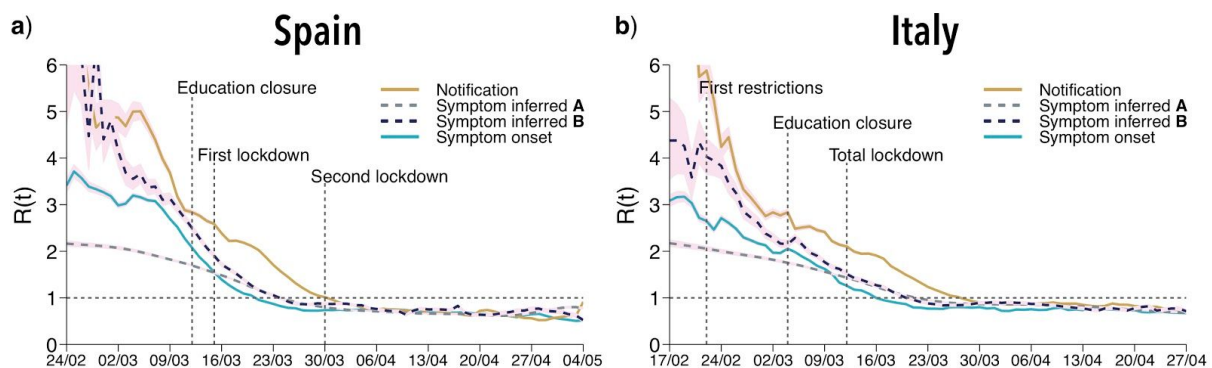 a) Spain
6
5
4
3
2
1
0
R(t)
Education closure
First lockdown
Second lockdown
Notification
Symptom inferred A
Symptom inferred B
Symptom onset
24/02 02/03 09/03 16/03 23/03 30/03 06/04 13/04 20/04 27/04 04/05
b) Italy
6
5
4
3
2
1
0
R(t)
First restrictions
Education closure
Total lockdown
Notification
Symptom inferred A
Symptom inferred B
Symptom onset
17/02 24/02 02/03 09/03 16/03 23/03 30/03 06/04 13/04 20/04 27/04